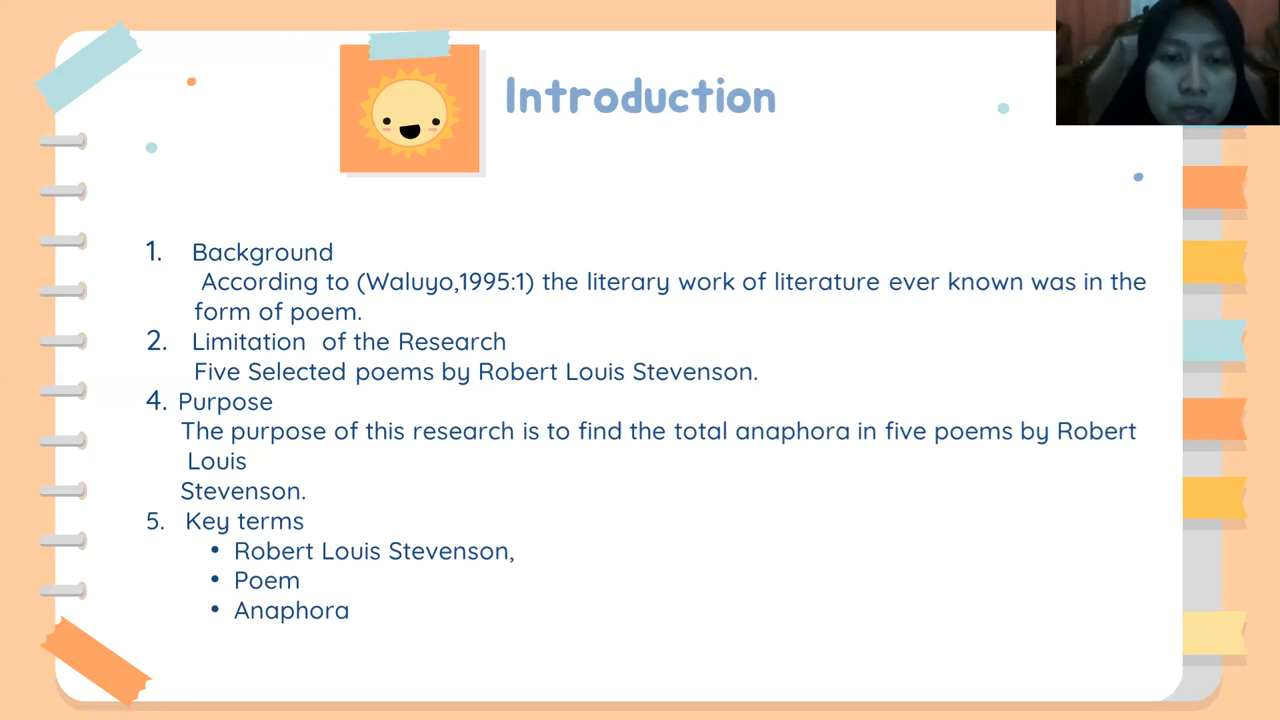 Introduction
1. Background
According to (Waluyo,1995:1) the literary work of literature ever known was in the
form of poem.
2. Limitation of the Research
Five Selected poems by Robert Louis Stevenson.
4. Purpose
The purpose of this research is to find the total anaphora in five poems by Robert
Louis
Stevenson.
5. Key terms
• Robert Louis Stevenson,
• Poem
• Anaphora